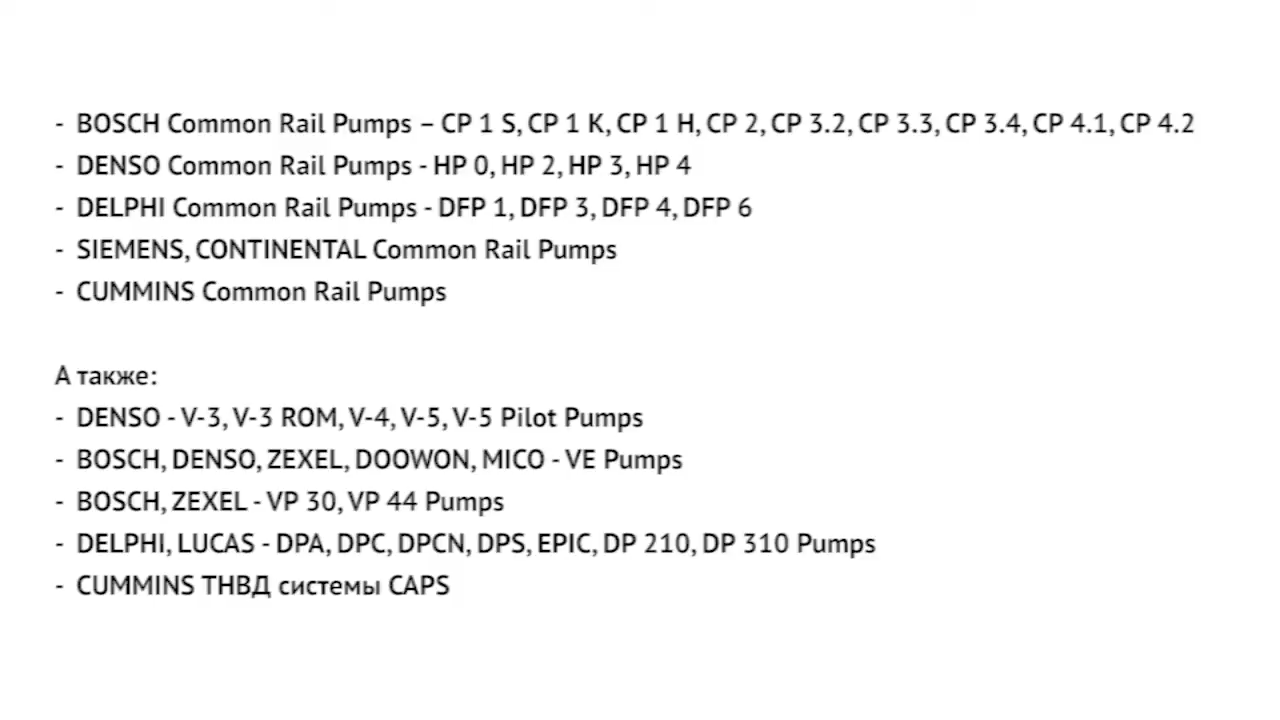 - BOSCH Common Rail Pumps – CP 1 S, CP 1 K, CP 1 H, CP 2, CP 3.2, CP 3.3, CP 3.4, CP 4.1, CP 4.2
- DENSO Common Rail Pumps - HP 0, HP 2, HP 3, HP 4
- DELPHI Common Rail Pumps - DFP 1, DFP 3, DFP 4, DFP 6
- SIEMENS, CONTINENTAL Common Rail Pumps
- CUMMINS Common Rail Pumps
А также:
- DENSO - V-3, V-3 ROM, V-4, V-5, V-5 Pilot Pumps
- BOSCH, DENSO, ZEXEL, DOOWON, MICO - VE Pumps
- BOSCH, ZEXEL - VP 30, VP 44 Pumps
- DELPHI, LUCAS - DPA, DPC, DPCN, DPS, EPIC, DP 210, DP 310 Pumps
- CUMMINS ТНВД системы CAPS